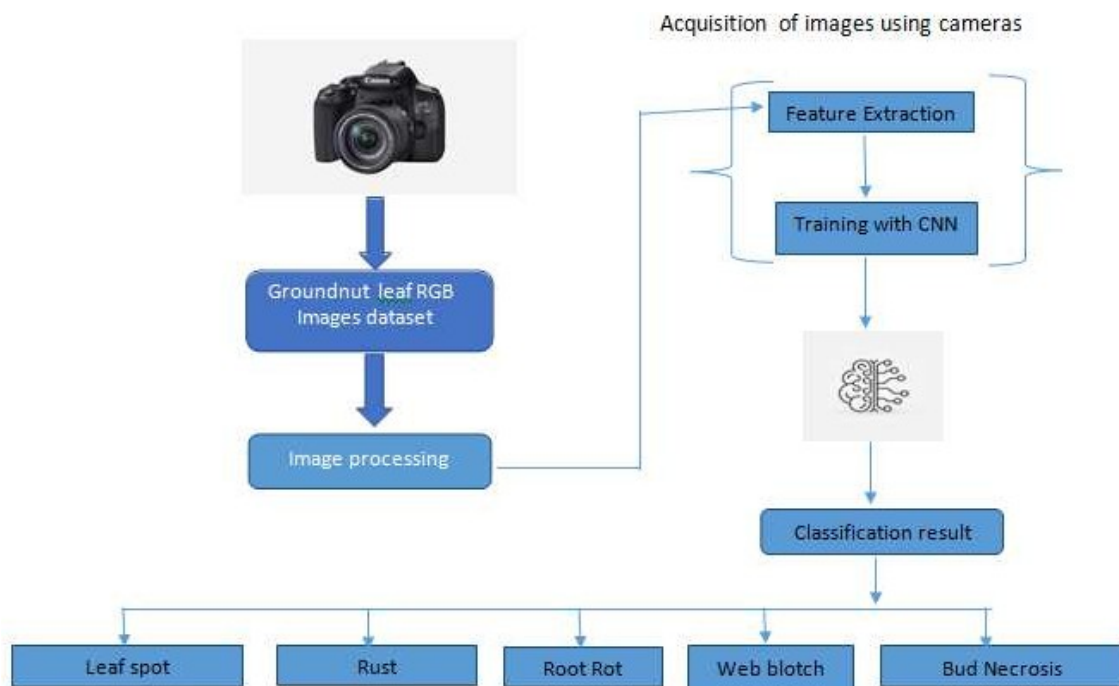 Acquisition of images using cameras
Canon
Feature Extraction
Training with CNN
Groundnut leaf RGB
Images dataset
Image processing
Classification result
Leaf spot
Rust
Root Rot
Web blotch
Bud Necrosis